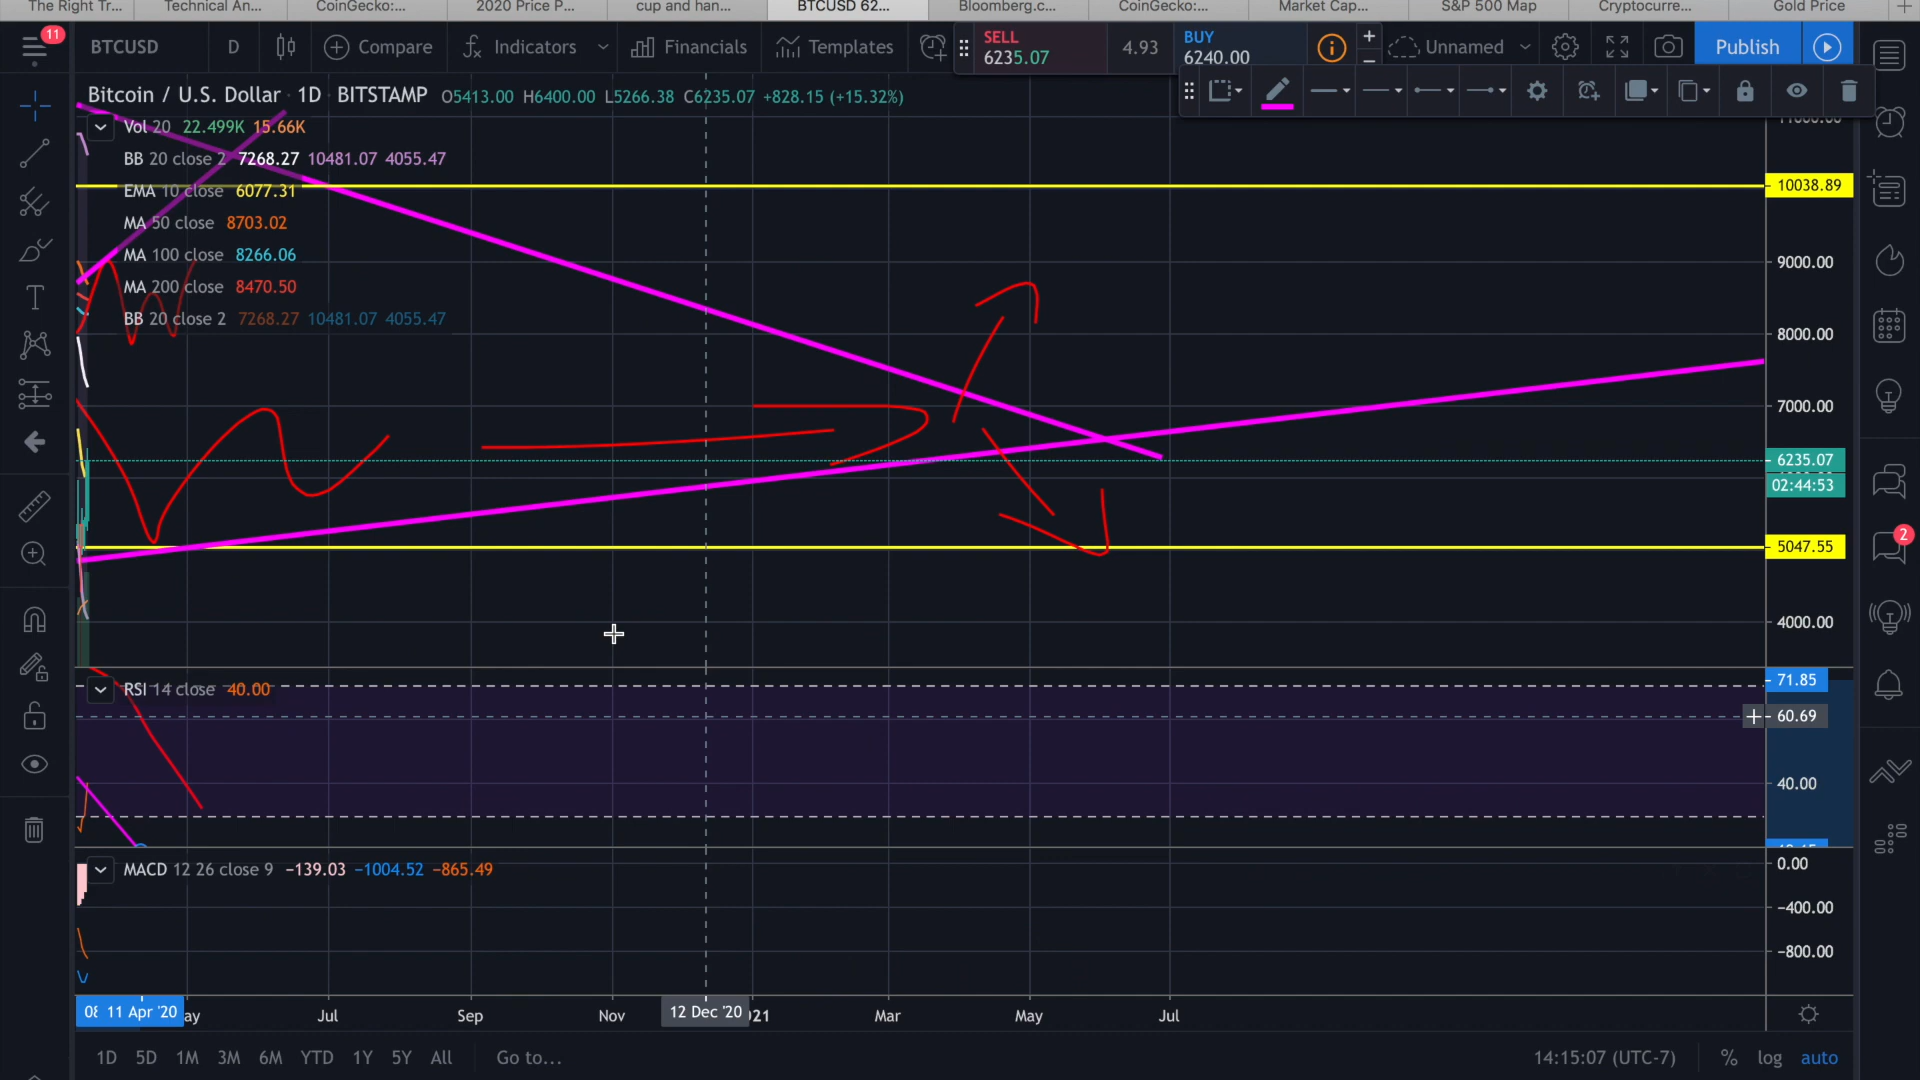 The Right Tr... Technical An... CoinGecko:... 2020 Price P... cup and han... BTCUSD 62... Bloomberg.c... CoinGecko:... Market Cap... S&P 500 Map Cryptocurre... Gold Price
11 BTCUSD D Compare Indicators Financials Templates SELL 6235.07 4.93 BUY 6240.00 Unnamed Publish
Bitcoin / U.S. Dollar · 1D · BITSTAMP O5413.00 H6400.00 L5266.38 C6235.07 +828.15 (+15.32%)
Vol 20 22.499K 15.66K
BB 20 close 2 7268.27 10481.07 4055.47
EMA 10 close 6077.31
MA 50 close 8703.02
MA 100 close 8266.06
MA 200 close 8470.50
BB 20 close 2 7268.27 10481.07 4055.47
10038.89
9000.00
8000.00
7000.00
6235.07
02:44:53
5047.55
2
4000.00
RSI 14 close 40.00
71.85
60.69
40.00
MACD 12 26 close 9 −139.03 −1004.52 −865.49
0.00
−400.00
−800.00
11 Apr '20 ay Jul Sep Nov 12 Dec '20 Mar May Jul
1D 5D 1M 3M 6M YTD 1Y 5Y All Go to... 14:15:07 (UTC-7) % log auto